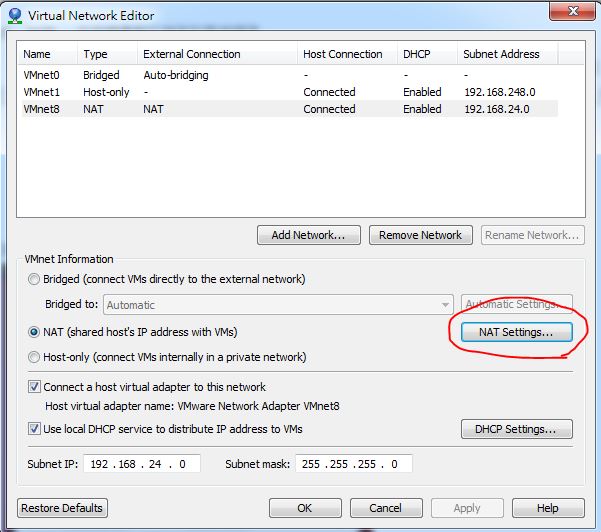 Virtual Network Editor
Name Type External Connection Host Connection DHCP Subnet Address
VMnet0 Bridged Auto-bridging - - -
VMnet1 Host-only - Connected Enabled 192.168.248.0
VMnet8 NAT NAT Connected Enabled 192.168.24.0
Add Network... Remove Network Rename Network...
VMnet Information
Bridged (connect VMs directly to the external network)
Bridged to: Automatic Automatic Settings...
NAT (shared host's IP address with VMs) NAT Settings...
Host-only (connect VMs internally in a private network)
Connect a host virtual adapter to this network
Host virtual adapter name: VMware Network Adapter VMnet8
Use local DHCP service to distribute IP address to VMs DHCP Settings...
Subnet IP: 192 . 168 . 24 . 0 Subnet mask: 255 . 255 . 255 . 0
Restore Defaults OK Cancel Apply Help